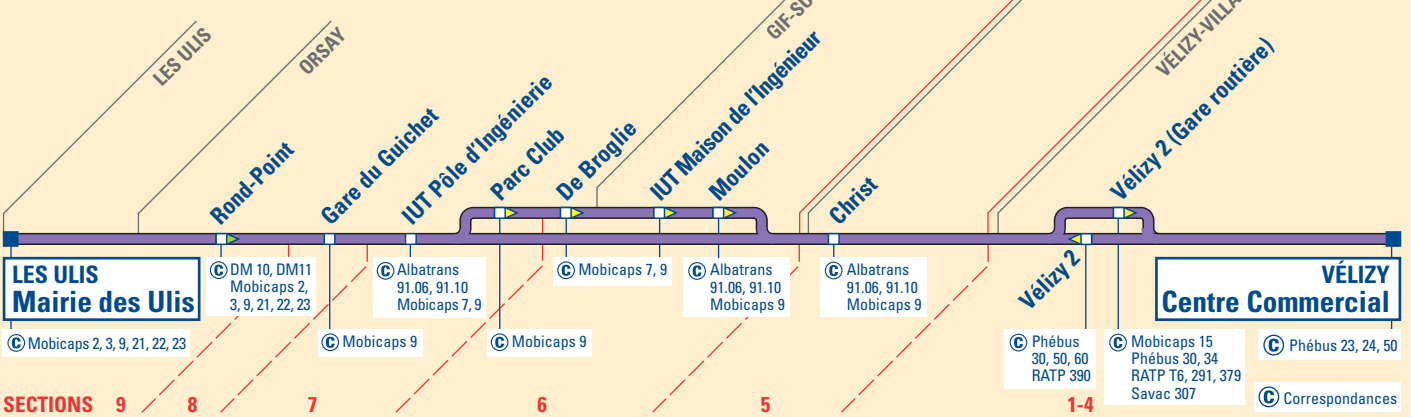 LES ULIS
ORSAY
GIF-SU
VÉLIZY-VILLA
Rond-Point
Gare du Guichet
IUT Pôle d'Ingénierie
Parc Club
De Broglie
IUT Maison de l'Ingénieur
Moulon
Christ
Vélizy 2
Vélizy 2 (Gare routière)
LES ULIS
Mairie des Ulis
VÉLIZY
Centre Commercial
C Mobicaps 2, 3, 9, 21, 22, 23
C DM 10, DM11
Mobicaps 2,
3, 9, 21, 22, 23
C Mobicaps 9
C Albatrans
91.06, 91.10
Mobicaps 7, 9
C Mobicaps 9
C Mobicaps 7, 9
C Albatrans
91.06, 91.10
Mobicaps 9
C Albatrans
91.06, 91.10
Mobicaps 9
C Phébus
30, 50, 60
RATP 390
C Mobicaps 15
Phébus 30, 34
RATP T6, 291, 379
Savac 307
C Phébus 23, 24, 50
C Correspondances
SECTIONS 9 8 7 6 5 1-4